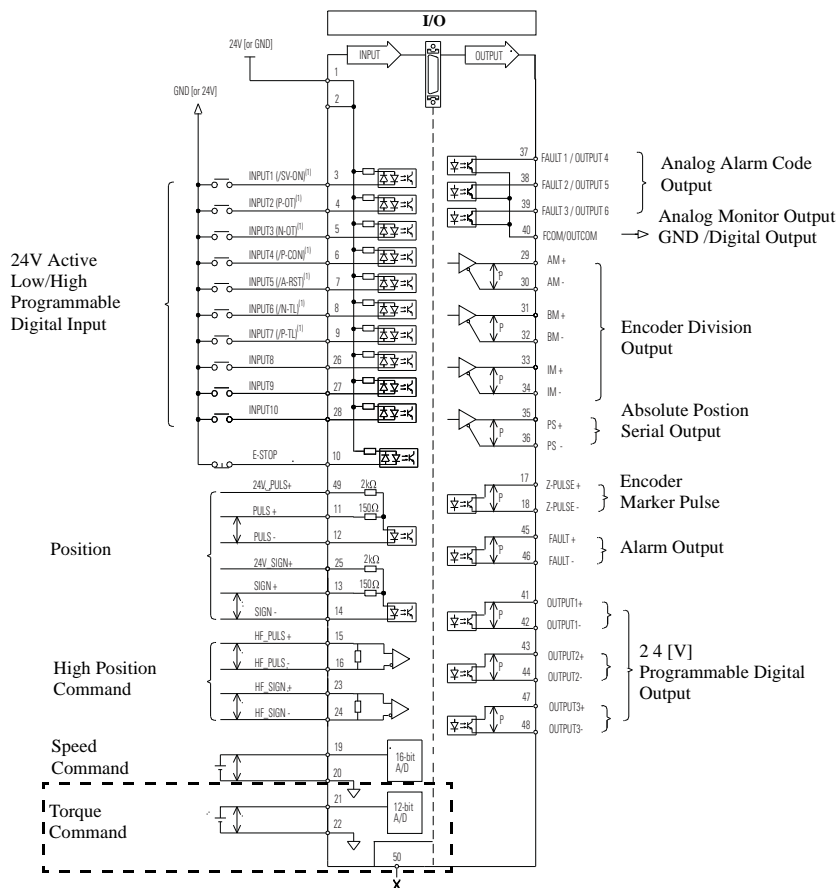 I/O
24V [or GND]
INPUT
OUTPUT
1
GND [or 24V]
2
INPUT1 (/SV-ON)(1)
3
INPUT2 (P-OT)(1)
4
INPUT3 (N-OT)(1)
5
INPUT4 (/P-CON)(1)
6
INPUT5 (/A-RST)(1)
7
INPUT6 (/N-TL)(1)
8
INPUT7 (/P-TL)(1)
9
INPUT8
26
INPUT9
27
INPUT10
28
E-STOP
10
24V Active
Low/High
Programmable
Digital Input
24V_PULS+
49
2kΩ
PULS +
11
150Ω
PULS -
12
24V_SIGN+
25
2kΩ
SIGN +
13
150Ω
SIGN -
14
Position
HF_PULS +
15
HF_PULS -
16
HF_SIGN +
23
HF_SIGN -
24
High Position
Command
19
20
16-bit
A/D
Speed
Command
21
22
12-bit
A/D
Torque
Command
50
37
FAULT 1 / OUTPUT 4
38
FAULT 2 / OUTPUT 5
39
FAULT 3 / OUTPUT 6
40
FCOM/OUTCOM
Analog Alarm Code
Output
Analog Monitor Output
GND /Digital Output
29
AM +
P
30
AM -
31
BM +
P
32
BM -
33
IM +
P
34
IM -
Encoder Division
Output
35
PS +
P
36
PS -
Absolute Postion
Serial Output
17
Z-PULSE +
P
18
Z-PULSE -
Encoder
Marker Pulse
45
FAULT +
P
46
FAULT -
Alarm Output
41
OUTPUT1+
P
42
OUTPUT1-
43
OUTPUT2+
P
44
OUTPUT2-
47
OUTPUT3+
P
48
OUTPUT3-
2 4 [V]
Programmable Digital
Output